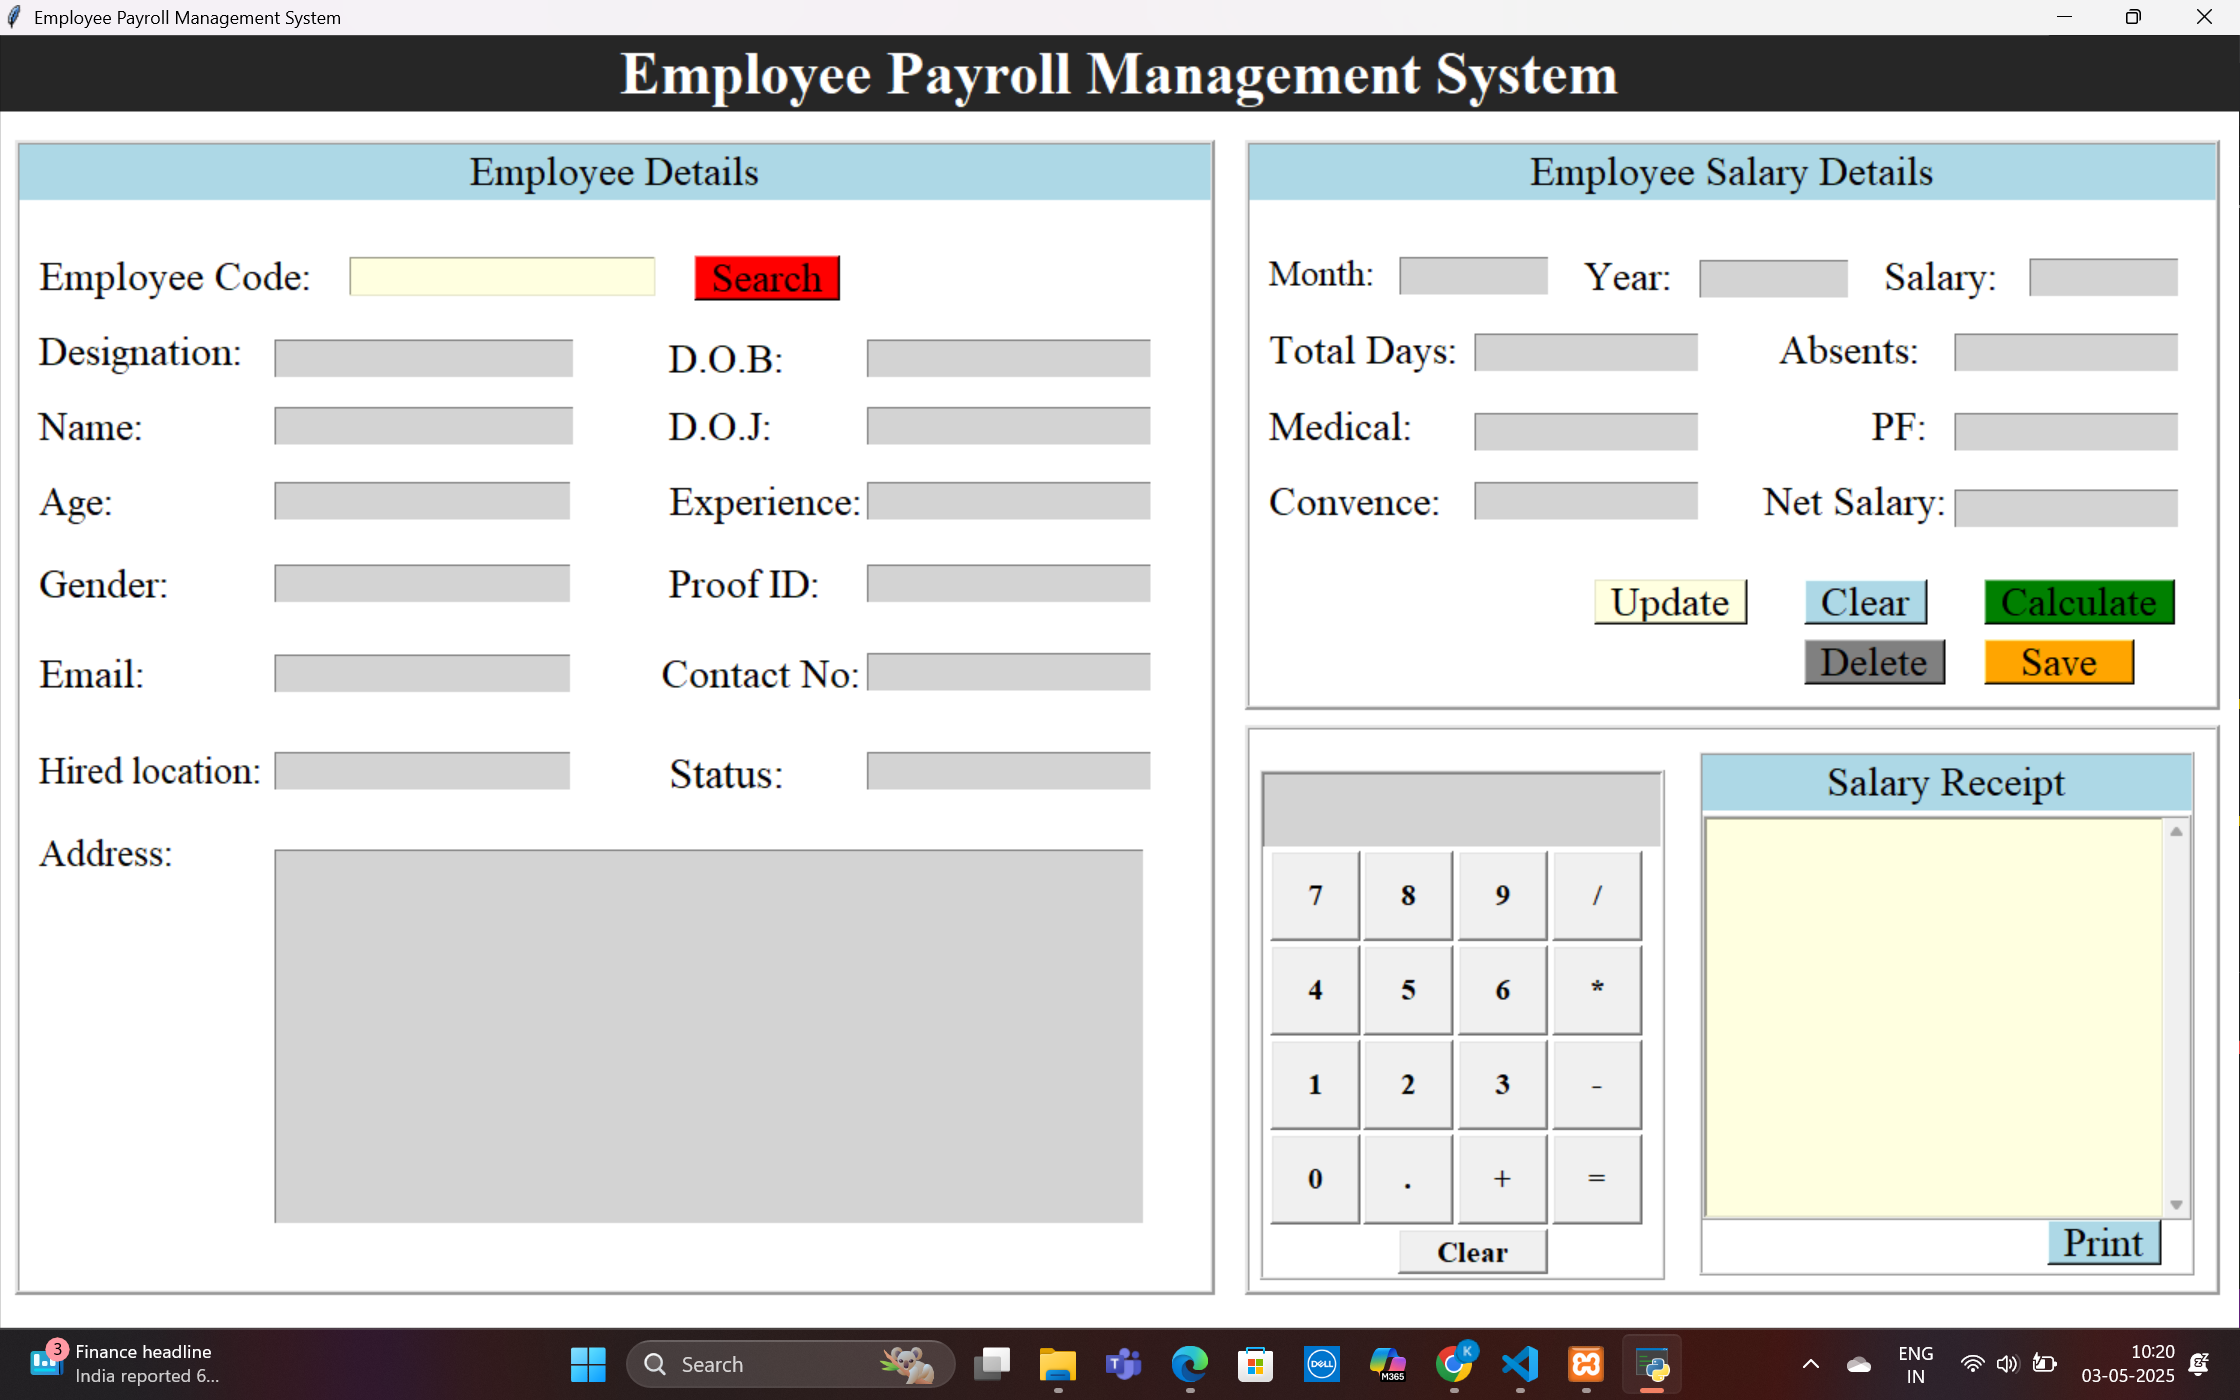 Employee Payroll Management System
Employee Payroll Management System
Employee Details
Employee Code:
Search
Designation:
D.O.B:
Name:
D.O.J:
Age:
Experience:
Gender:
Proof ID:
Email:
Contact No:
Hired location:
Status:
Address:
Employee Salary Details
Month:
Year:
Salary:
Total Days:
Absents:
Medical:
PF:
Convence:
Net Salary:
Update
Clear
Calculate
Delete
Save
7 8 9 /
4 5 6 *
1 2 3 -
0 . + =
Clear
Salary Receipt
Print
3
Finance headline
India reported 6...
Search
T
DELL
M365
K
ENG
IN
10:20
03-05-2025